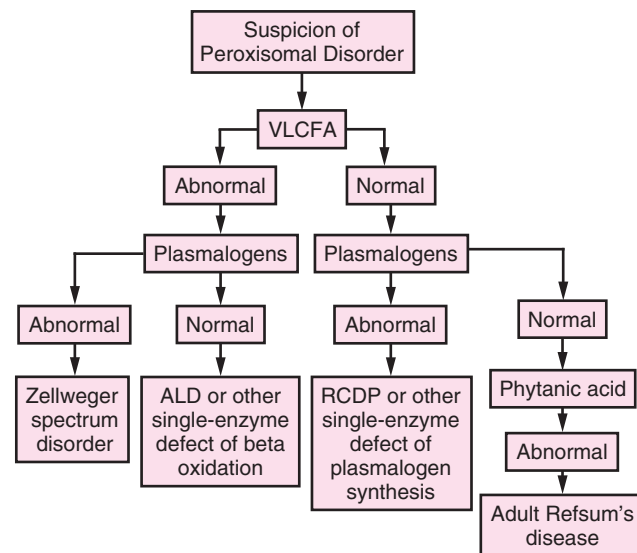 Suspicion of
Peroxisomal Disorder
VLCFA
Abnormal
Normal
Plasmalogens
Plasmalogens
Abnormal
Normal
Abnormal
Normal
Zellweger
spectrum
disorder
ALD or other
single-enzyme
defect of beta
oxidation
RCDP or other
single-enzyme
defect of
plasmalogen
synthesis
Phytanic acid
Abnormal
Adult Refsum's
disease